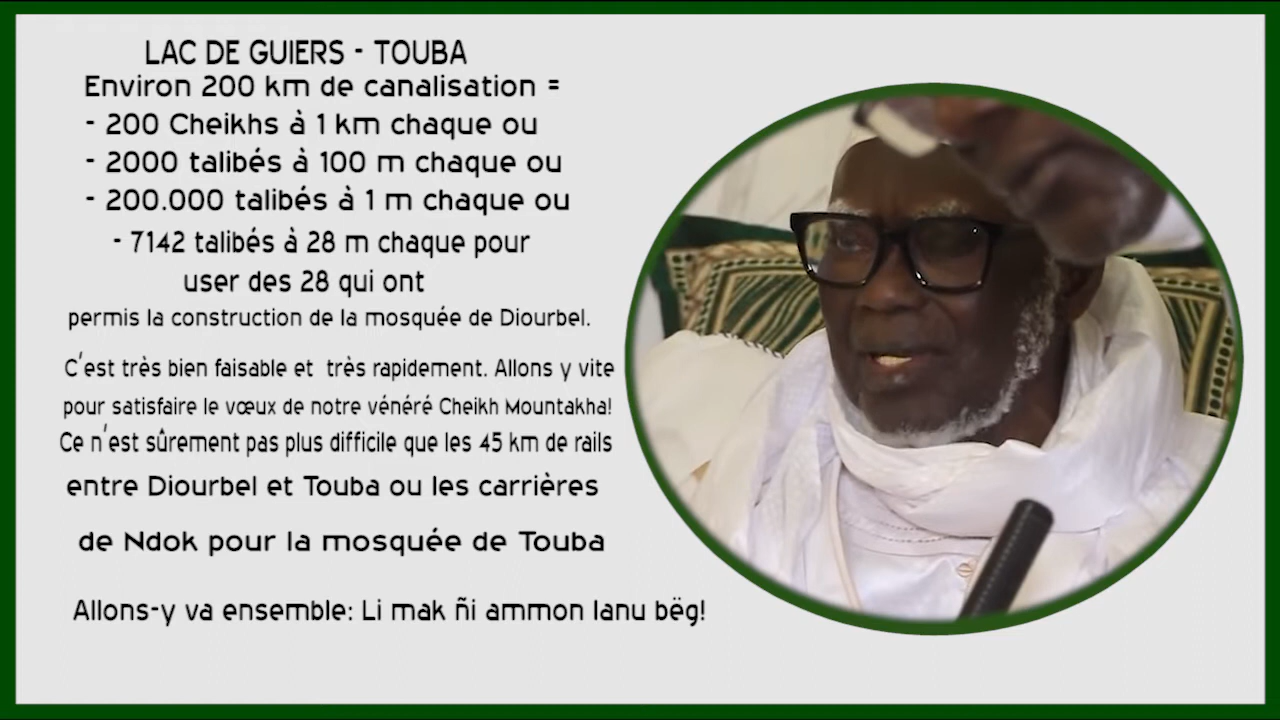 LAC DE GUIERS - TOUBA
Environ 200 km de canalisation =
- 200 Cheikhs à 1 km chaque ou
- 2000 talibés à 100 m chaque ou
- 200.000 talibés à 1 m chaque ou
- 7142 talibés à 28 m chaque pour
user des 28 qui ont
permis la construction de la mosquée de Diourbel.
C'est très bien faisable et très rapidement. Allons y vite
pour satisfaire le vœux de notre vénéré Cheikh Mountakha!
Ce n'est sûrement pas plus difficile que les 45 km de rails
entre Diourbel et Touba ou les carrières
de Ndok pour la mosquée de Touba
Allons-y va ensemble: Li mak ñi ammon lanu bëg!